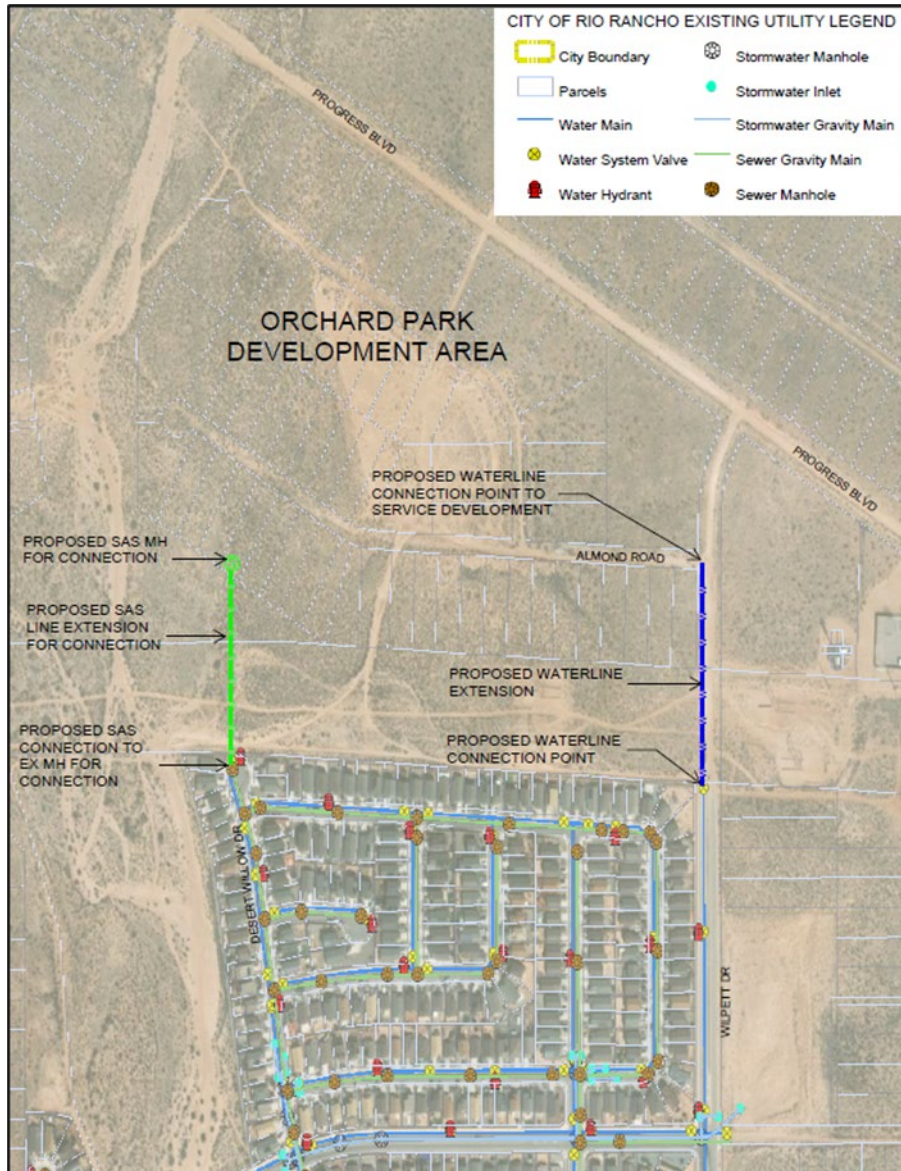 CITY OF RIO RANCHO EXISTING UTILITY LEGEND
City Boundary
Stormwater Manhole
Parcels
Stormwater Inlet
Water Main
Stormwater Gravity Main
Water System Valve
Sewer Gravity Main
Water Hydrant
Sewer Manhole
PROGRESS BLVD
ORCHARD PARK
DEVELOPMENT AREA
PROGRESS BLVD
PROPOSED WATERLINE
CONNECTION POINT TO
SERVICE DEVELOPMENT
PROPOSED SAS MH
FOR CONNECTION
ALMOND ROAD
PROPOSED SAS
LINE EXTENSION
FOR CONNECTION
PROPOSED WATERLINE
EXTENSION
PROPOSED SAS
CONNECTION TO
EX MH FOR
CONNECTION
PROPOSED WATERLINE
CONNECTION POINT
DESERT WILLOW DR
WILPETT DR